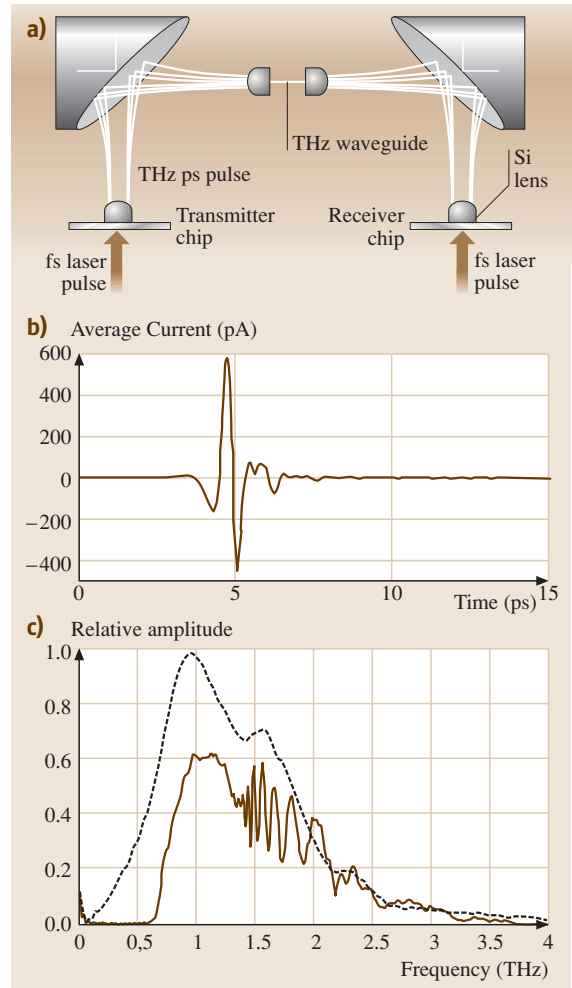 a)
THz waveguide
Si
lens
THz ps pulse
Transmitter
chip
Receiver
chip
fs laser
pulse
fs laser
pulse
b) Average Current (pA)
600
400
200
0
−200
−400
0 5 10 15
Time (ps)
c) Relative amplitude
1.0
0.8
0.6
0.4
0.2
0.0
0 0,5 1 1.5 2 2.5 3 3.5 4
Frequency (THz)